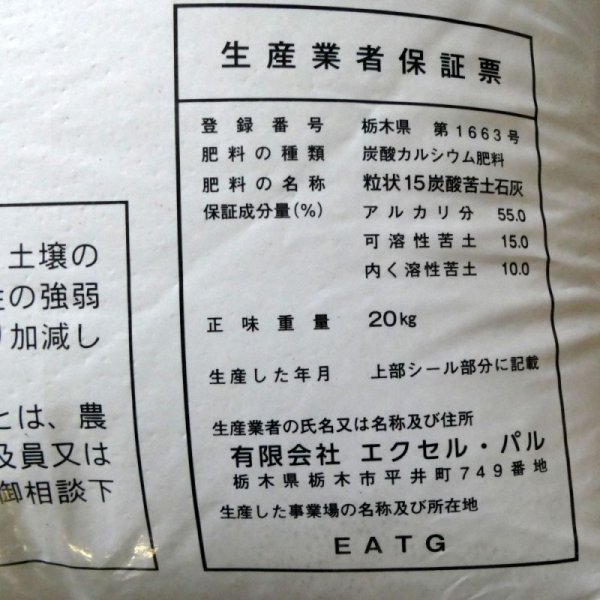 生産業者保証票
登録番号 栃木県 第1663号
肥料の種類 炭酸カルシウム肥料
肥料の名称 粒状15炭酸苦土石灰
保証成分量(%) アルカリ分 55.0
可溶性苦土 15.0
内く溶性苦土 10.0
正味重量 20kg
生産した年月 上部シール部分に記載
生産業者の氏名又は名称及び住所
有限会社 エクセル・パル
栃木県栃木市平井町749番地
生産した事業場の名称及び所在地
EATG
土壌の
の強弱
加減し
とは、農
及員又は
御相談下